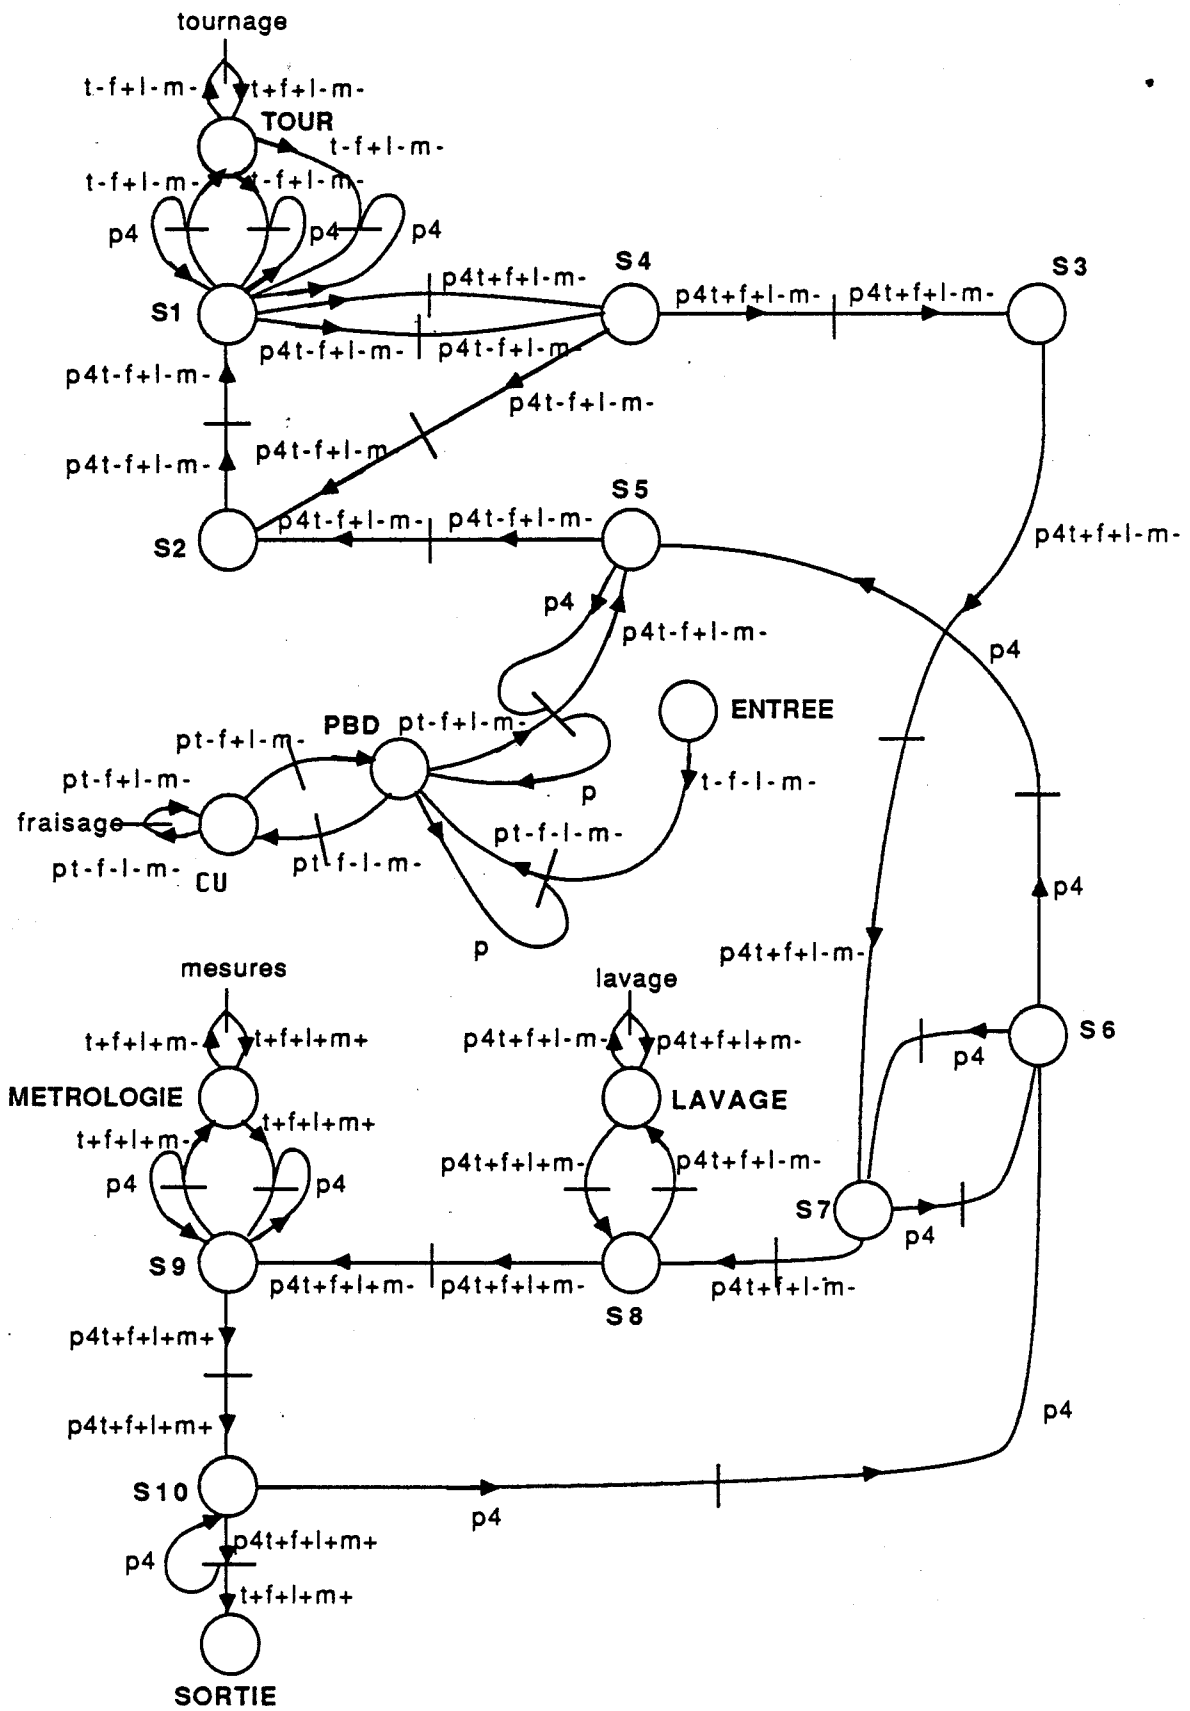 tournage
t-f+l-m-
t+f+l-m-
TOUR
t-f+l-m-
t-f+l-m-
t-f+l-m-
p4
p4
p4
S1
S4
S3
p4t+f+l-m-
p4t+f+l-m-
p4t+f+l-m-
p4t-f+l-m-
p4t-f+l-m-
p4t-f+l-m-
p4t-f+l-m-
p4t-f+l-m
p4t-f+l-m-
S5
S2
p4t-f+l-m-
p4t-f+l-m-
p4t+f+l-m-
p4
p4t-f+l-m-
p4
ENTREE
PBD
pt-f+l-m-
pt-f+l-m-
pt-f+l-m-
t-f-l-m-
p
fraisage
pt-f-l-m-
pt-f-l-m-
pt-f-l-m-
CU
p4
p
p4t+f+l-m-
mesures
lavage
t+f+l+m-
t+f+l+m+
p4t+f+l-m-
p4t+f+l+m-
S6
p4
METROLOGIE
LAVAGE
t+f+l+m-
t+f+l+m+
p4t+f+l+m-
p4t+f+l-m-
p4
p4
S7
p4
S9
p4t+f+l+m-
p4t+f+l+m-
S8
p4t+f+l-m-
p4t+f+l+m+
p4t+f+l+m+
p4
S10
p4
p4t+f+l+m+
p4
t+f+l+m+
SORTIE